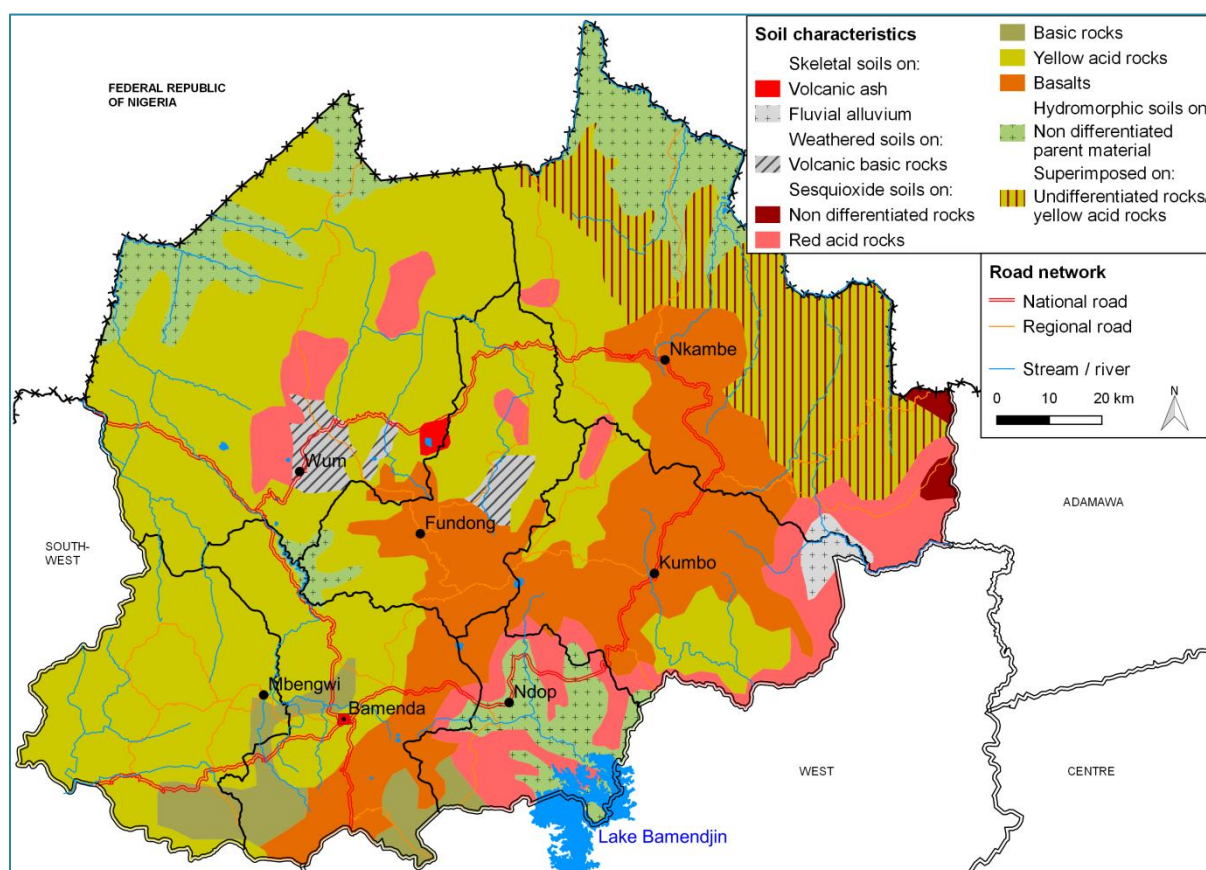 FEDERAL REPUBLIC
OF NIGERIA
Soil characteristics
Skeletal soils on:
Volcanic ash
Fluvial alluvium
Weathered soils on:
Volcanic basic rocks
Sesquioxide soils on:
Non differentiated rocks
Red acid rocks
Basic rocks
Yellow acid rocks
Basalts
Hydromorphic soils on
Non differentiated
parent material
Superimposed on:
Undifferentiated rocks/
yellow acid rocks
Road network
National road
Regional road
Stream / river
0 10 20 km
N
Nkambe
Wum
Fundong
Kumbo
ADAMAWA
SOUTH-
WEST
Mbengwi
Bamenda
Ndop
WEST
CENTRE
Lake Bamendjin